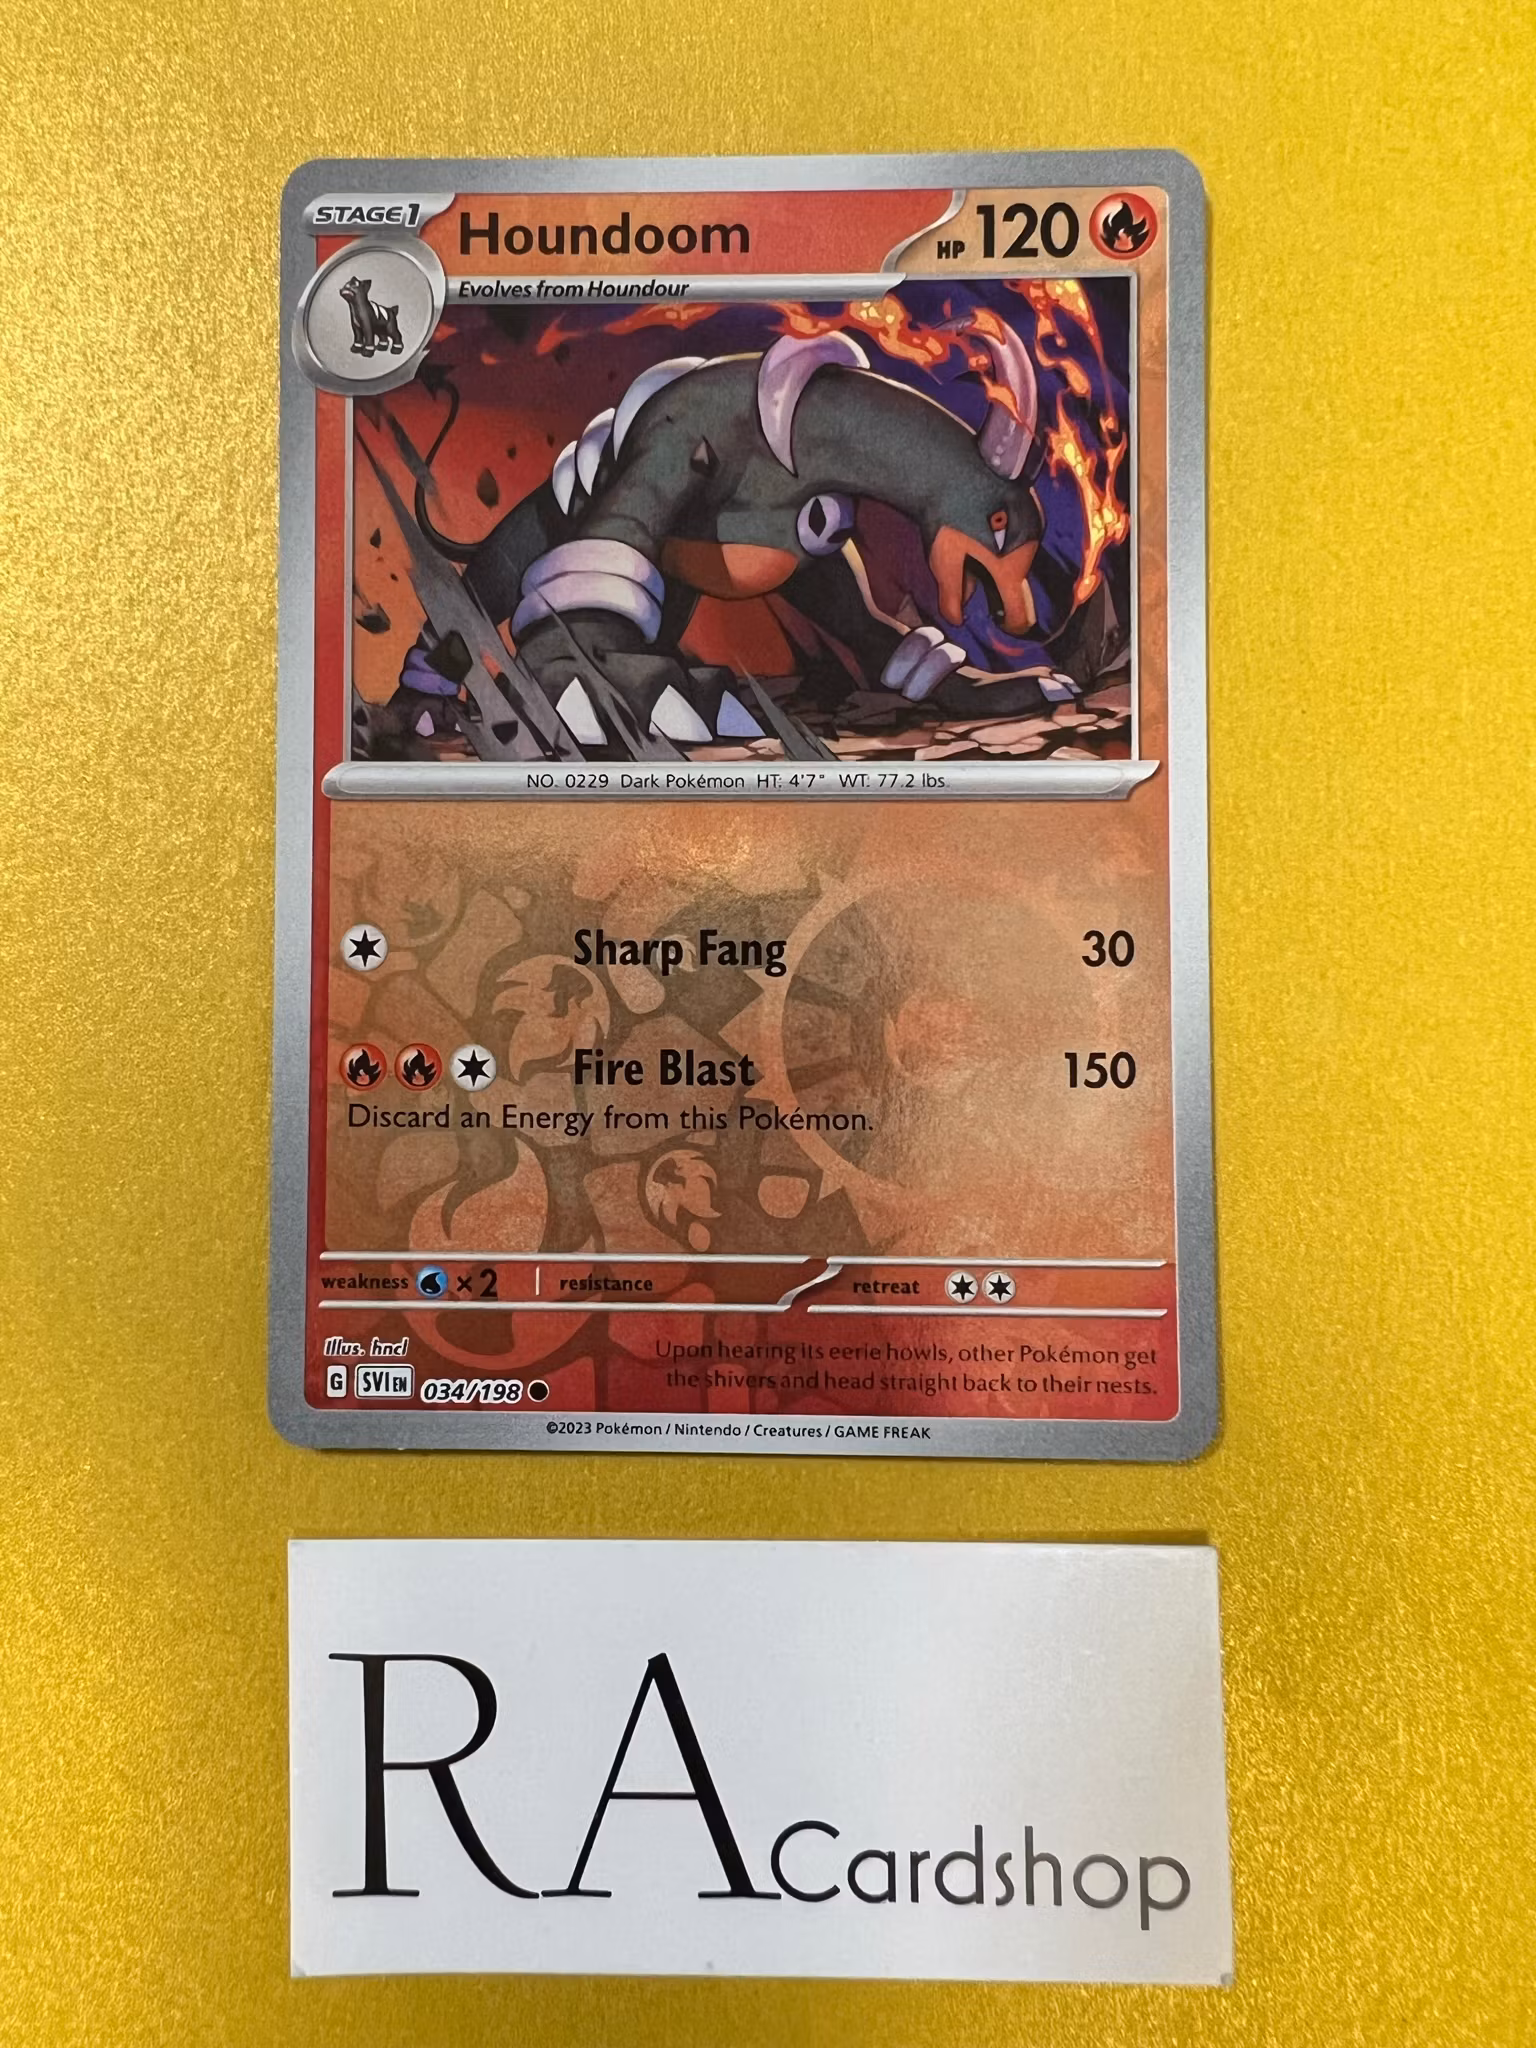 STAGE1
Houndoom
HP 120
Evolves from Houndour
NO. 0229 Dark Pokémon HT: 4'7" WT: 77.2 lbs.
Sharp Fang 30
Fire Blast 150
Discard an Energy from this Pokémon.
weakness ×2 resistance retreat
Illus. hncl
Upon hearing its eerie howls, other Pokémon get
the shivers and head straight back to their nests.
G SVI EN 034/198
©2023 Pokémon / Nintendo / Creatures / GAME FREAK
RA Cardshop